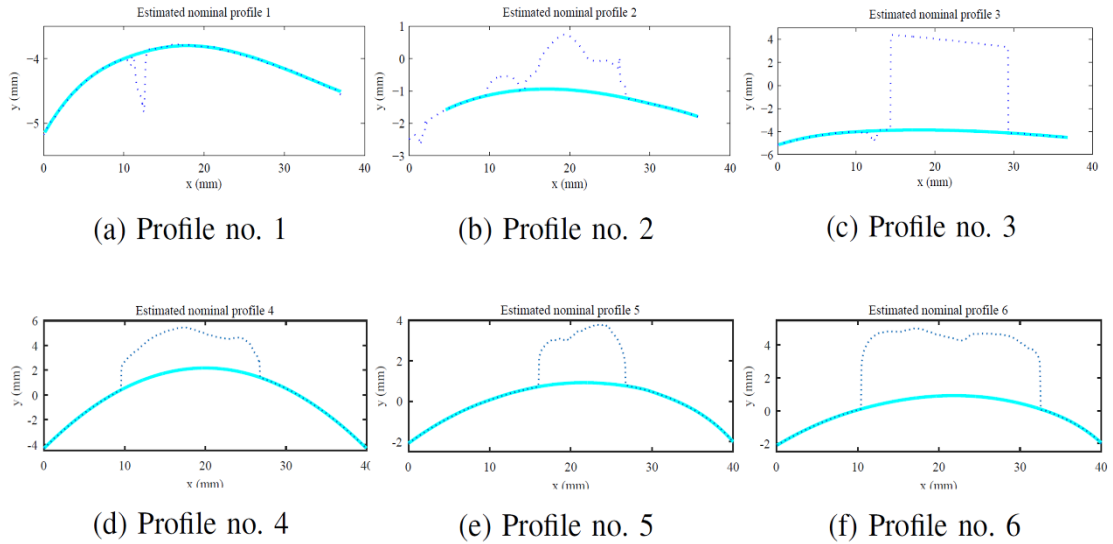 Estimated nominal profile 1
−4
−5
y (mm)
0 10 20 30 40
x (mm)
(a) Profile no. 1
Estimated nominal profile 2
1
0
−1
−2
−3
y (mm)
0 10 20 30 40
x (mm)
(b) Profile no. 2
Estimated nominal profile 3
4
2
0
−2
−4
−6
y (mm)
0 10 20 30 40
x (mm)
(c) Profile no. 3
Estimated nominal profile 4
6
4
2
0
-2
-4
y (mm)
0 10 20 30 40
x (mm)
(d) Profile no. 4
Estimated nominal profile 5
4
2
0
-2
y (mm)
0 10 20 30 40
x (mm)
(e) Profile no. 5
Estimated nominal profile 6
4
2
0
-2
y (mm)
0 10 20 30 40
x (mm)
(f) Profile no. 6